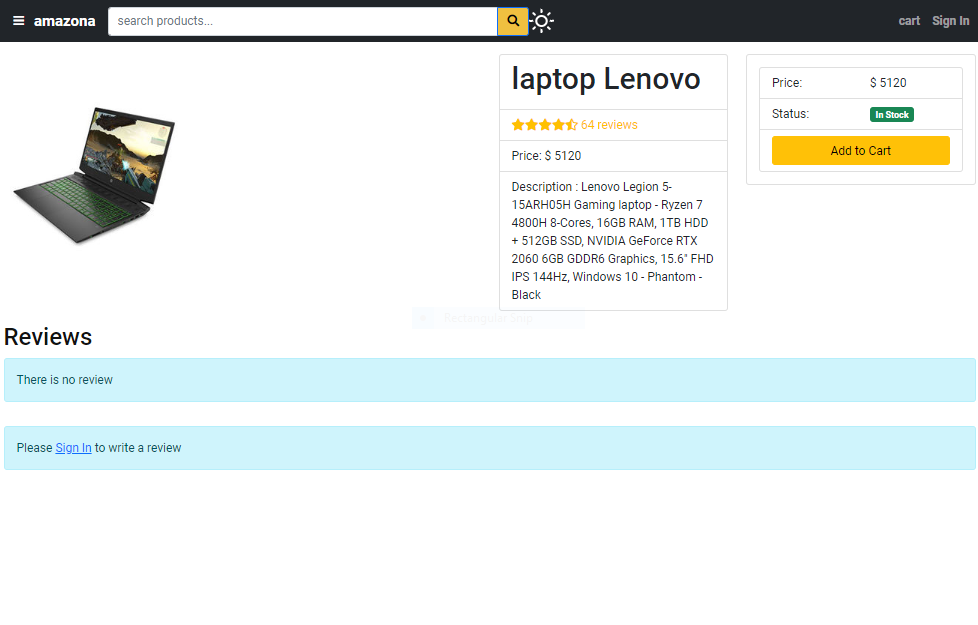 amazona
search products...
cart
Sign In
laptop Lenovo
64 reviews
Price: $ 5120
Description : Lenovo Legion 5-
15ARH05H Gaming laptop - Ryzen 7
4800H 8-Cores, 16GB RAM, 1TB HDD
+ 512GB SSD, NVIDIA GeForce RTX
2060 6GB GDDR6 Graphics, 15.6" FHD
IPS 144Hz, Windows 10 - Phantom -
Black
Price: $ 5120
Status: In Stock
Add to Cart
Rectangular Snip
Reviews
There is no review
Please Sign In to write a review